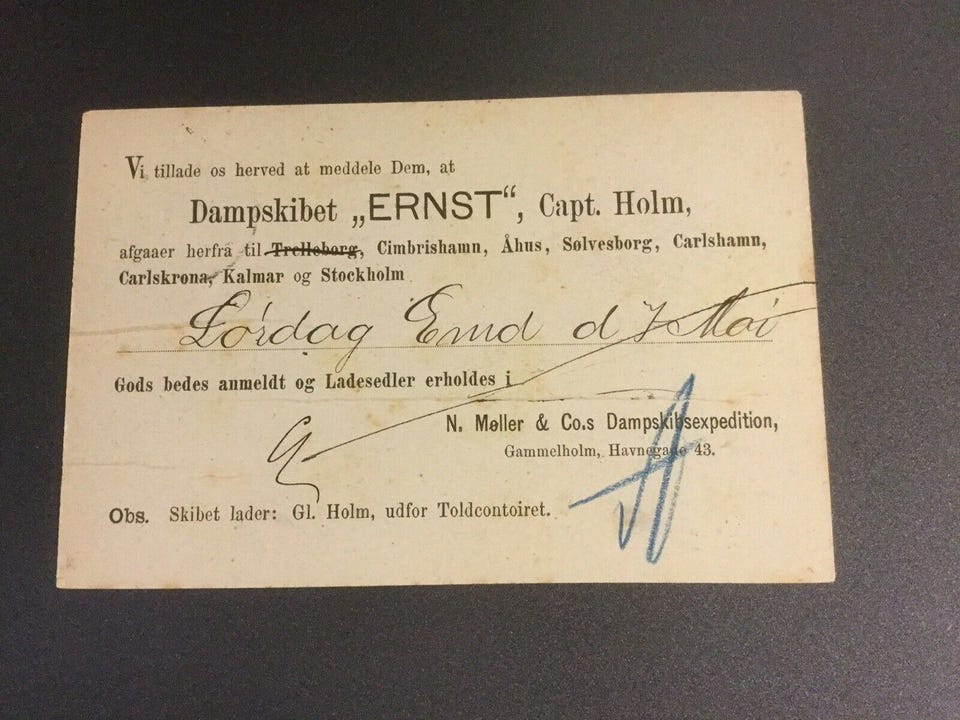 Vi tillade os herved at meddele Dem, at
Dampskibet „ERNST“, Capt. Holm,
afgaaer herfra til Trelleborg, Cimbrishamn, Åhus, Sølvesborg, Carlshamn,
Carlskrona, Kalmar og Stockholm
Lørdag Emd d 7 Mai
Gods bedes anmeldt og Ladesedler erholdes i
N. Møller & Co.s Dampskibsexpedition,
Gammelholm, Havnegade 43.
Obs. Skibet lader: Gl. Holm, udfor Toldcontoiret.